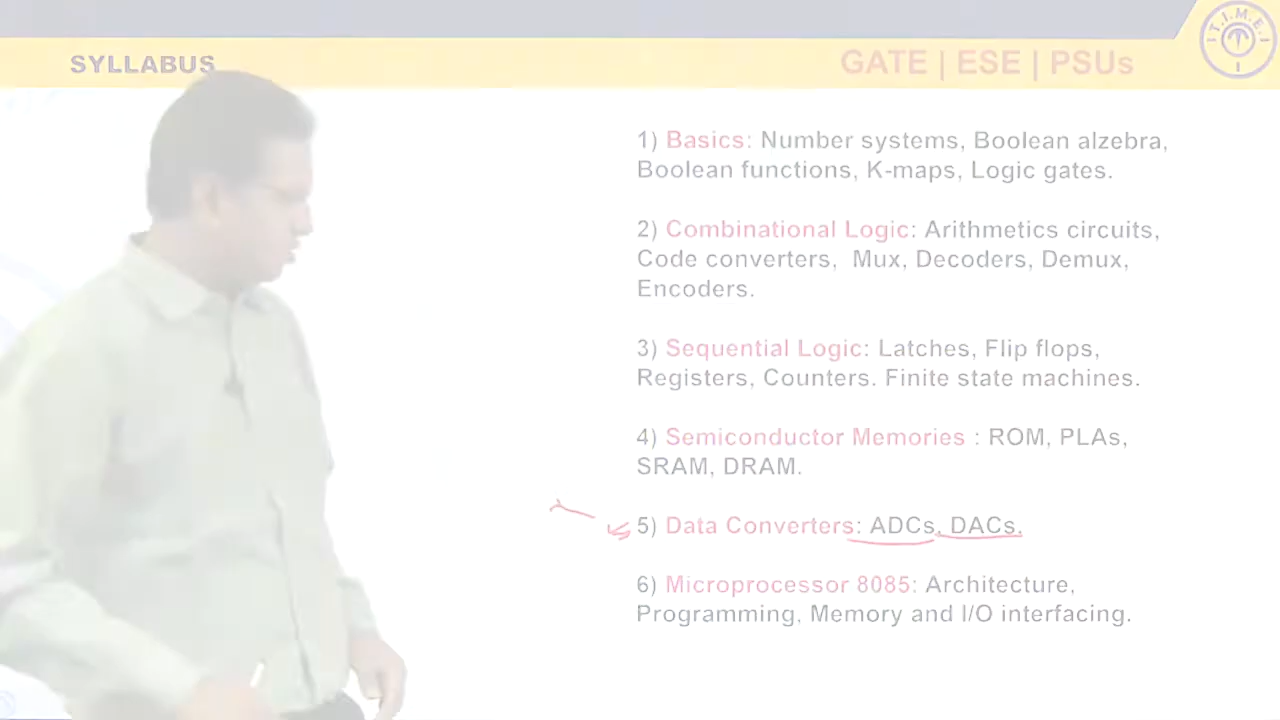 SYLLABUS
GATE | ESE | PSUs
T.I.M.E.
1) Basics: Number systems, Boolean alzebra,
Boolean functions, K-maps, Logic gates.
2) Combinational Logic: Arithmetics circuits,
Code converters, Mux, Decoders, Demux,
Encoders.
3) Sequential Logic: Latches, Flip flops,
Registers, Counters. Finite state machines.
4) Semiconductor Memories : ROM, PLAs,
SRAM, DRAM.
5) Data Converters: ADCs, DACs.
6) Microprocessor 8085: Architecture,
Programming, Memory and I/O interfacing.